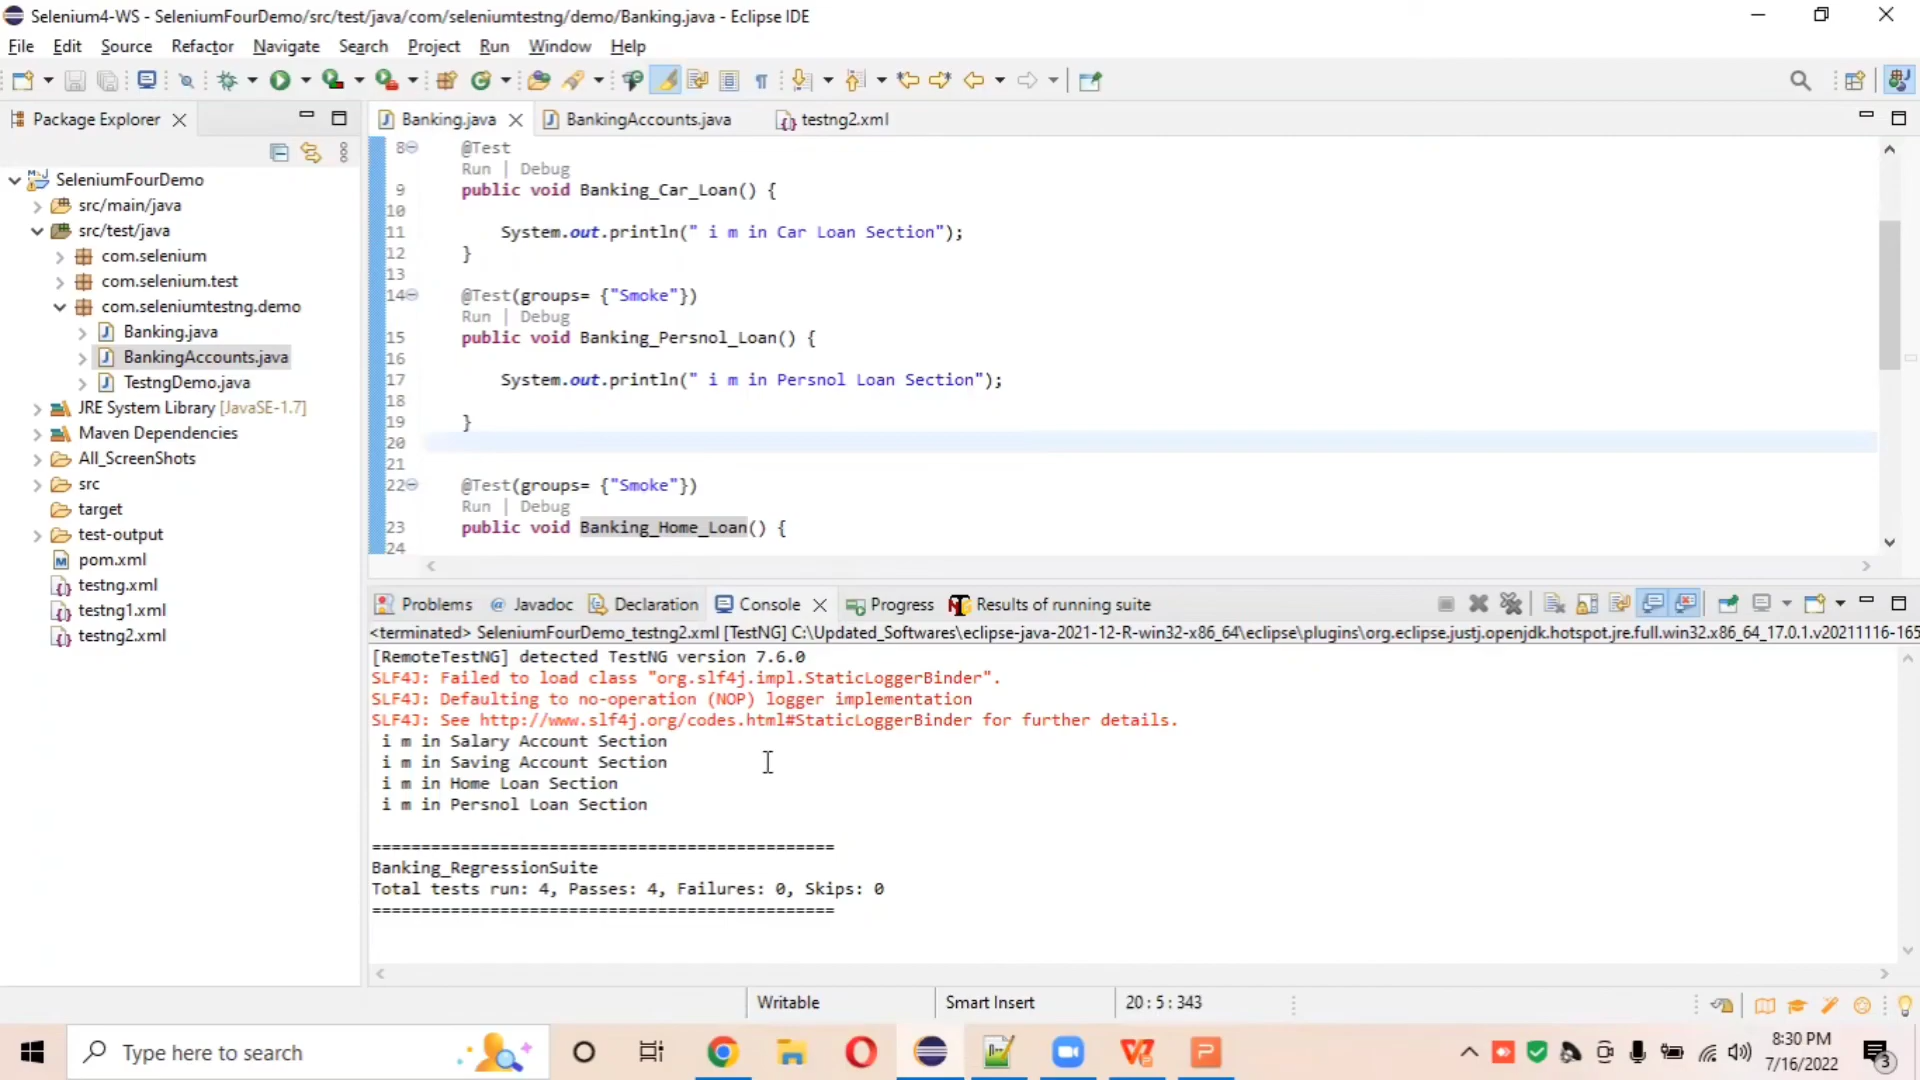 Selenium4-WS - SeleniumFourDemo/src/test/java/com/seleniumtestng/demo/Banking.java - Eclipse IDE
File Edit Source Refactor Navigate Search Project Run Window Help
Package Explorer
SeleniumFourDemo
src/main/java
src/test/java
com.selenium
com.selenium.test
com.seleniumtestng.demo
Banking.java
BankingAccounts.java
TestngDemo.java
JRE System Library [JavaSE-1.7]
Maven Dependencies
All_ScreenShots
src
target
test-output
pom.xml
testng.xml
testng1.xml
testng2.xml
Banking.java BankingAccounts.java testng2.xml
8 @Test
Run | Debug
9 public void Banking_Car_Loan() {
10
11 System.out.println(" i m in Car Loan Section");
12 }
13
14 @Test(groups= {"Smoke"})
Run | Debug
15 public void Banking_Persnol_Loan() {
16
17 System.out.println(" i m in Persnol Loan Section");
18
19 }
20
21
22 @Test(groups= {"Smoke"})
Run | Debug
23 public void Banking_Home_Loan() {
24
Problems Javadoc Declaration Console Progress Results of running suite
<terminated> SeleniumFourDemo_testng2.xml [TestNG] C:\Updated_Softwares\eclipse-java-2021-12-R-win32-x86_64\eclipse\plugins\org.eclipse.justj.openjdk.hotspot.jre.full.win32.x86_64_17.0.1.v20211116-165
[RemoteTestNG] detected TestNG version 7.6.0
SLF4J: Failed to load class "org.slf4j.impl.StaticLoggerBinder".
SLF4J: Defaulting to no-operation (NOP) logger implementation
SLF4J: See http://www.slf4j.org/codes.html#StaticLoggerBinder for further details.
i m in Salary Account Section
i m in Saving Account Section
i m in Home Loan Section
i m in Persnol Loan Section
===============================================
Banking_RegressionSuite
Total tests run: 4, Passes: 4, Failures: 0, Skips: 0
===============================================
Writable Smart Insert 20 : 5 : 343
Type here to search
8:30 PM
7/16/2022
3